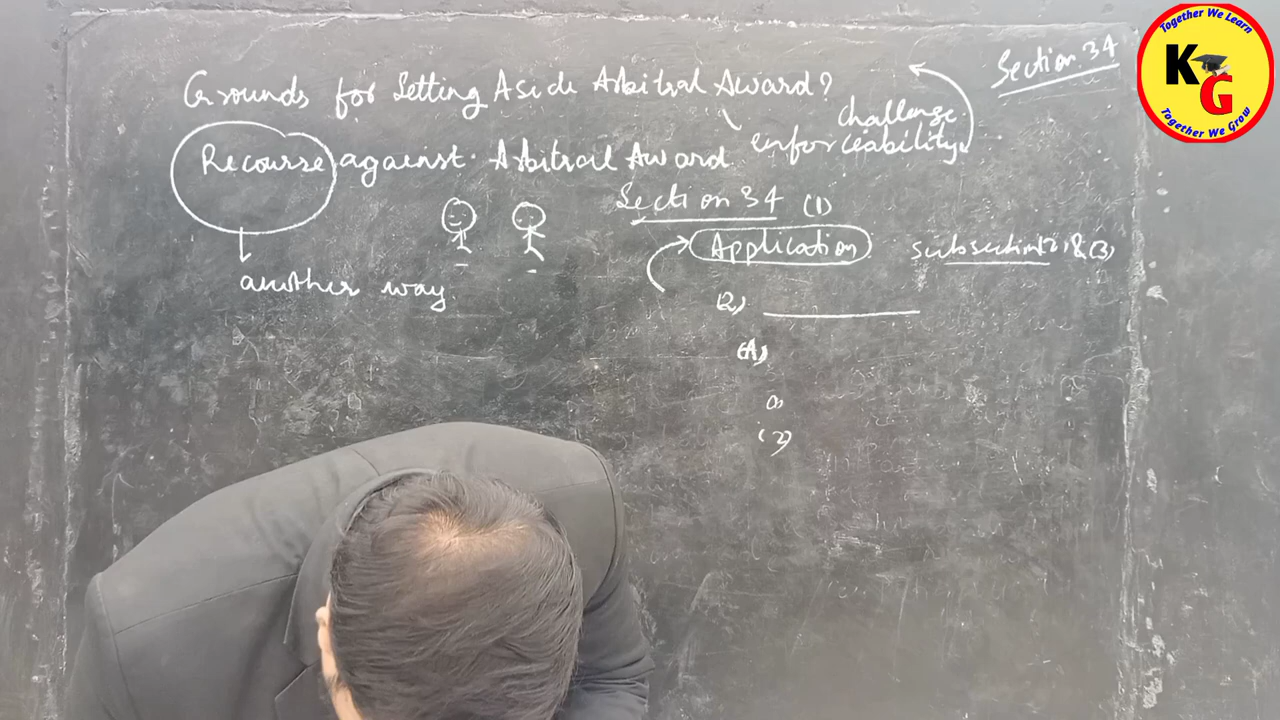 Section 34
Grounds for Setting Aside Arbitral Award?
challenge
enforceability
Recourse against Arbitral Award
Section 34 (1)
Application subsection (2) & (3)
another way
(2)
(A)
(2)
Together We Learn
K
G
Together We Grow